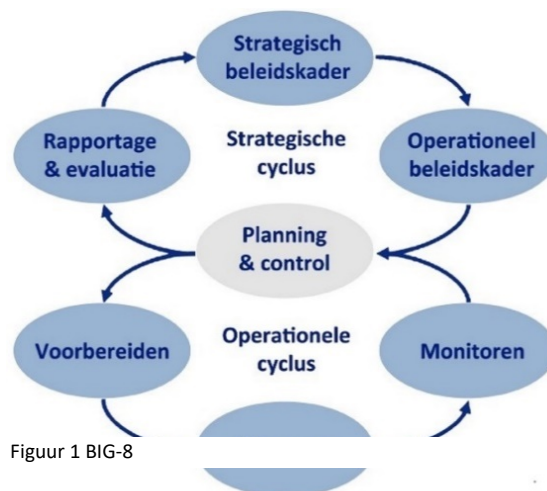 Strategisch
beleidskader
Rapportage
& evaluatie
Strategische
cyclus
Operationeel
beleidskader
Planning
& control
Voorbereiden
Operationele
cyclus
Monitoren
Figuur 1 BIG-8